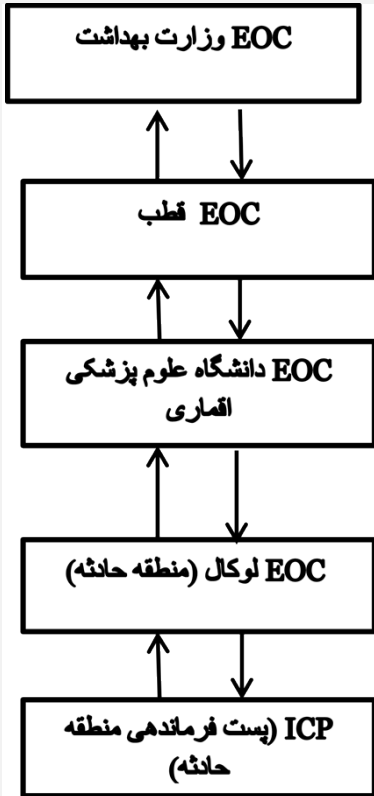 EOC وزارت بهداشت
EOC قطب
EOC دانشگاه علوم پزشکی
اقماری
EOC لوکال (منطقه حادثه)
ICP (پست فرماندهی منطقه
حادثه)